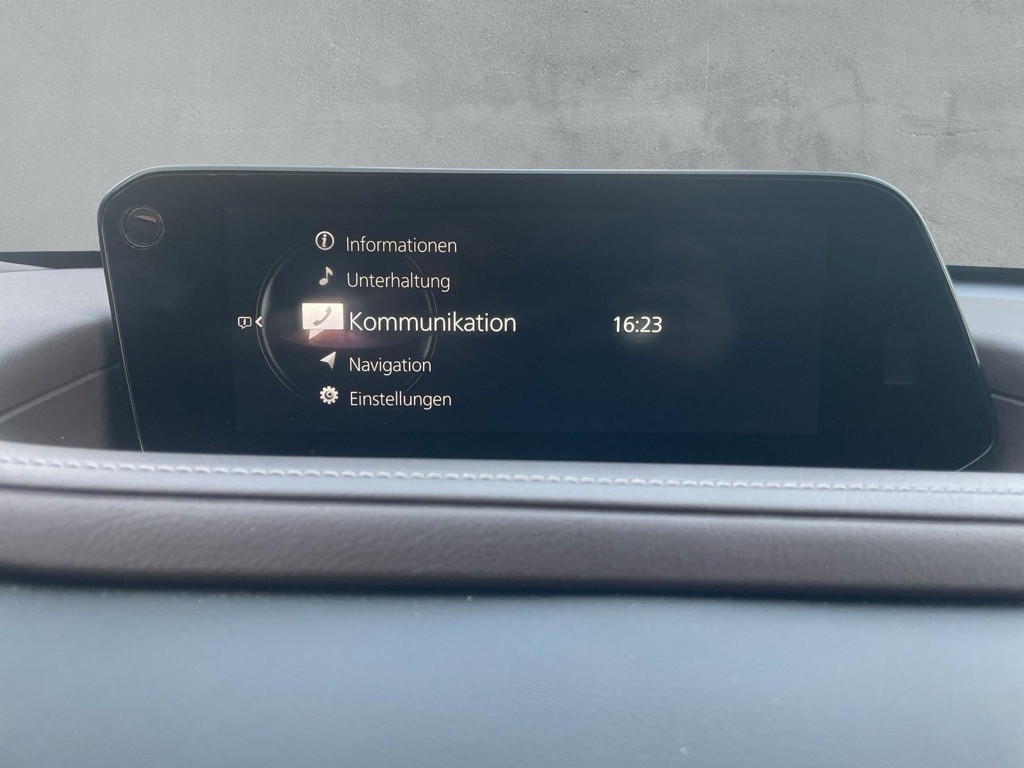 Informationen
Unterhaltung
Kommunikation
16:23
Navigation
Einstellungen